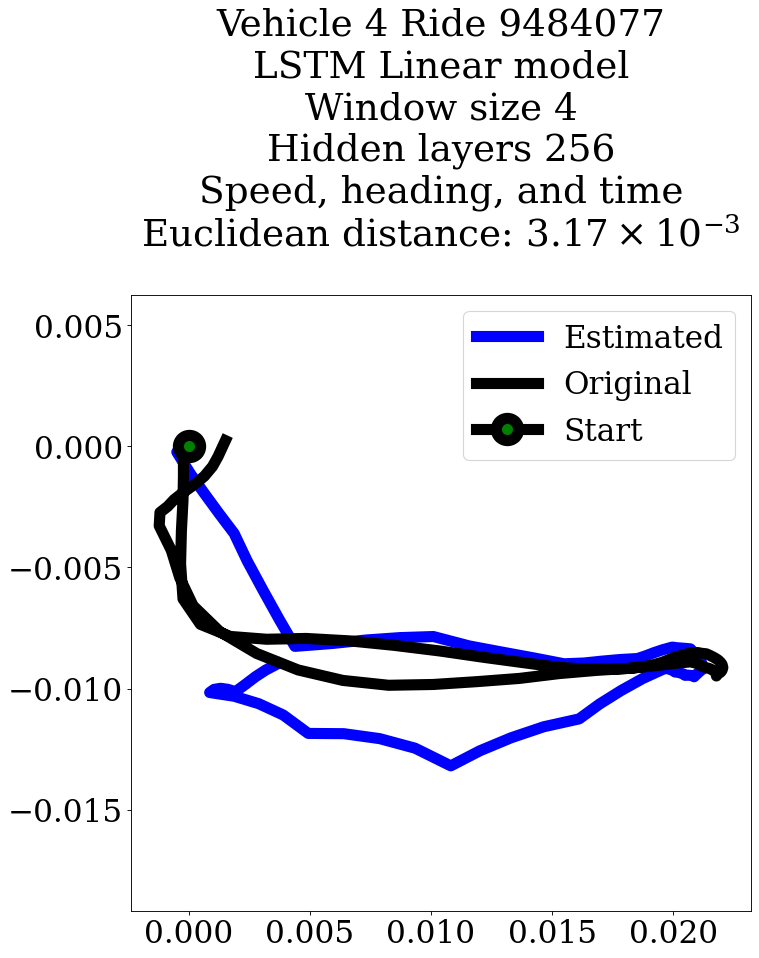 Vehicle 4 Ride 9484077
LSTM Linear model
Window size 4
Hidden layers 256
Speed, heading, and time
Euclidean distance: 3.17 × 10⁻³
Estimated
Original
Start
0.005
0.000
−0.005
−0.010
−0.015
0.000 0.005 0.010 0.015 0.020